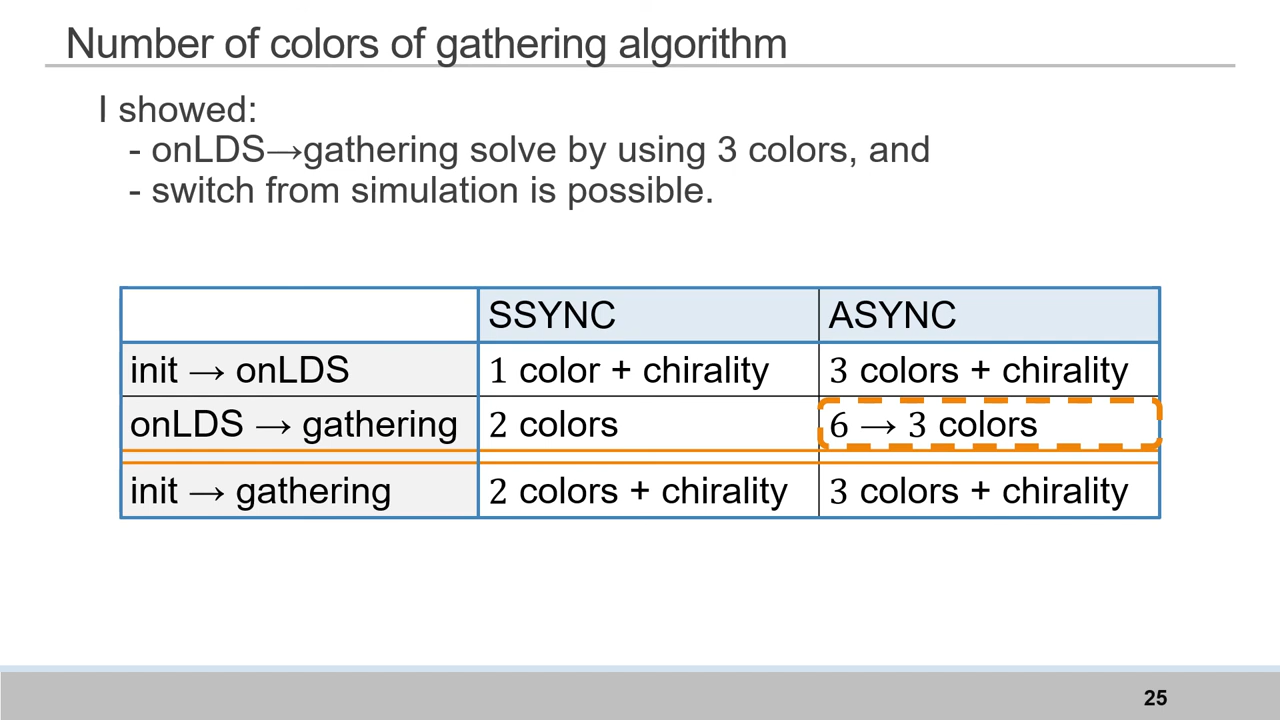 Number of colors of gathering algorithm
I showed:
- onLDS→gathering solve by using 3 colors, and
- switch from simulation is possible.
SSYNC ASYNC
init → onLDS 1 color + chirality 3 colors + chirality
onLDS → gathering 2 colors 6 → 3 colors
init → gathering 2 colors + chirality 3 colors + chirality
25